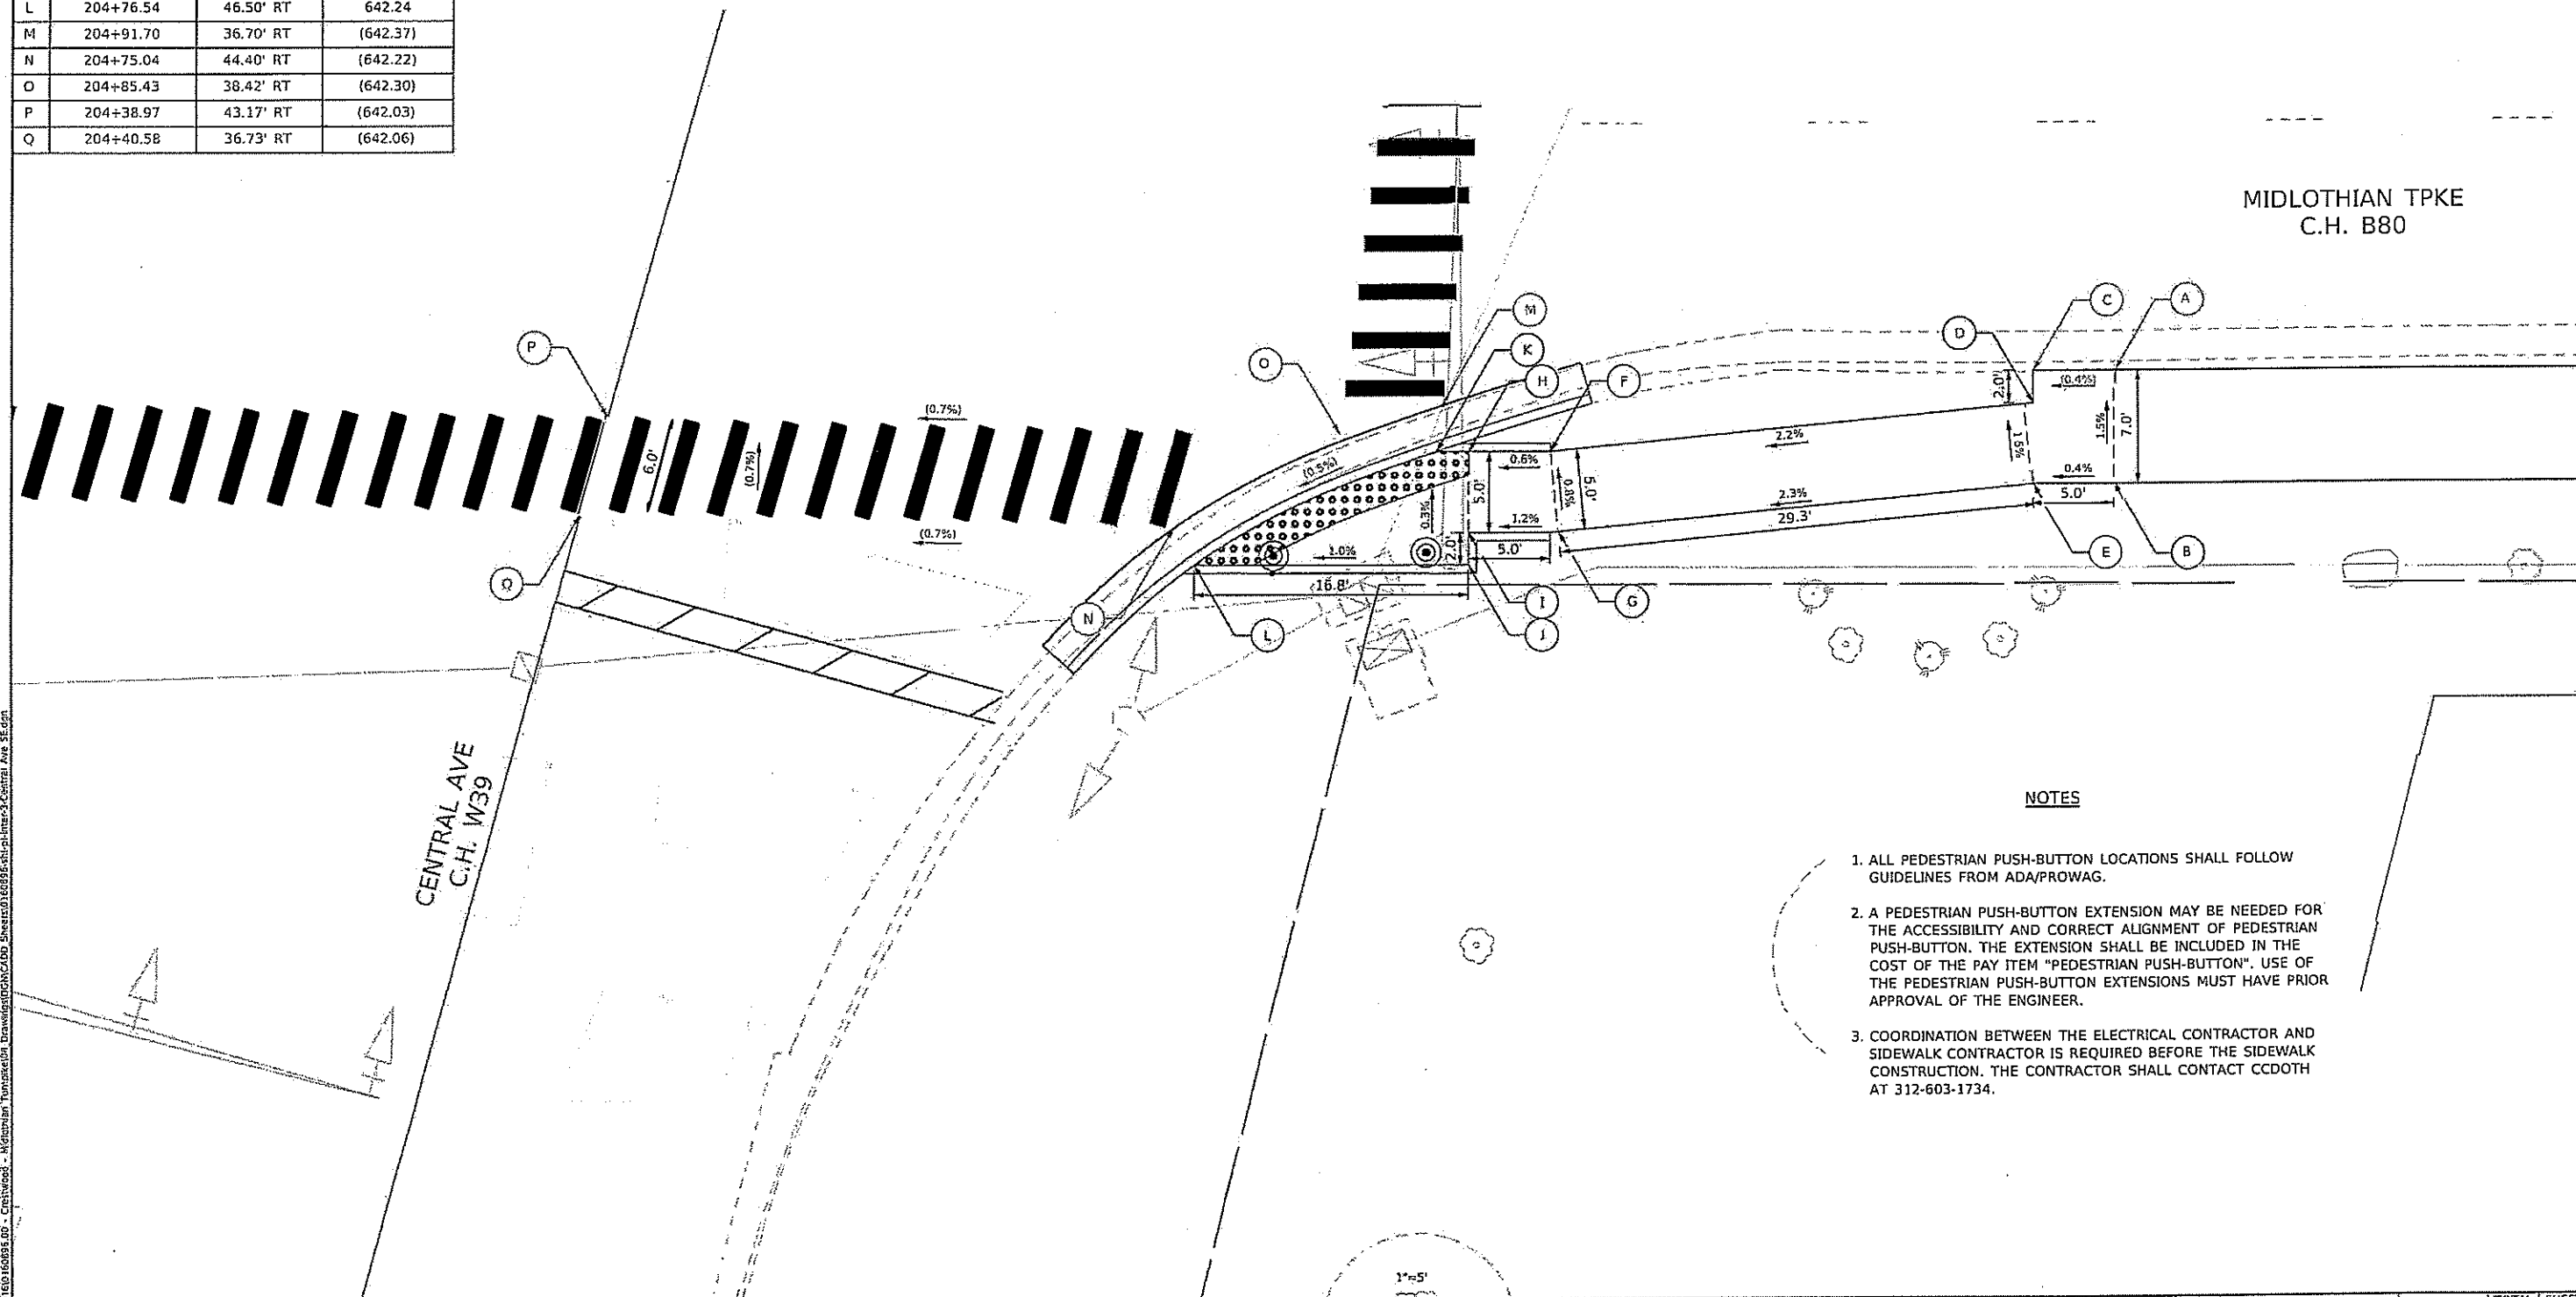 L 204+76.54 46.50' RT 642.24
M 204+91.70 36.70' RT (642.37)
N 204+75.04 44.40' RT (642.22)
O 204+85.43 38.42' RT (642.30)
P 204+38.97 43.17' RT (642.03)
Q 204+40.58 36.73' RT (642.06)
MIDLOTHIAN TPKE
C.H. B80
C
A
M
D
P
K
O
H
F
(0.4%)
2.0'
(0.7%)
1.5%
7.0'
2.2%
1.5%
6.0'
(0.7%)
(0.5%)
0.6%
5.0'
0.8%
5.0'
0.4%
2.3%
5.0'
0.3%
1.2%
29.3'
(0.7%)
2.0'
1.0%
5.0'
E
B
Q
16.8'
I
G
N
L
J
CENTRAL AVE
C.H. W39
NOTES
1. ALL PEDESTRIAN PUSH-BUTTON LOCATIONS SHALL FOLLOW
GUIDELINES FROM ADA/PROWAG.
2. A PEDESTRIAN PUSH-BUTTON EXTENSION MAY BE NEEDED FOR
THE ACCESSIBILITY AND CORRECT ALIGNMENT OF PEDESTRIAN
PUSH-BUTTON. THE EXTENSION SHALL BE INCLUDED IN THE
COST OF THE PAY ITEM "PEDESTRIAN PUSH-BUTTON". USE OF
THE PEDESTRIAN PUSH-BUTTON EXTENSIONS MUST HAVE PRIOR
APPROVAL OF THE ENGINEER.
3. COORDINATION BETWEEN THE ELECTRICAL CONTRACTOR AND
SIDEWALK CONTRACTOR IS REQUIRED BEFORE THE SIDEWALK
CONSTRUCTION. THE CONTRACTOR SHALL CONTACT CCDOTH
AT 312-603-1734.
1"=5'